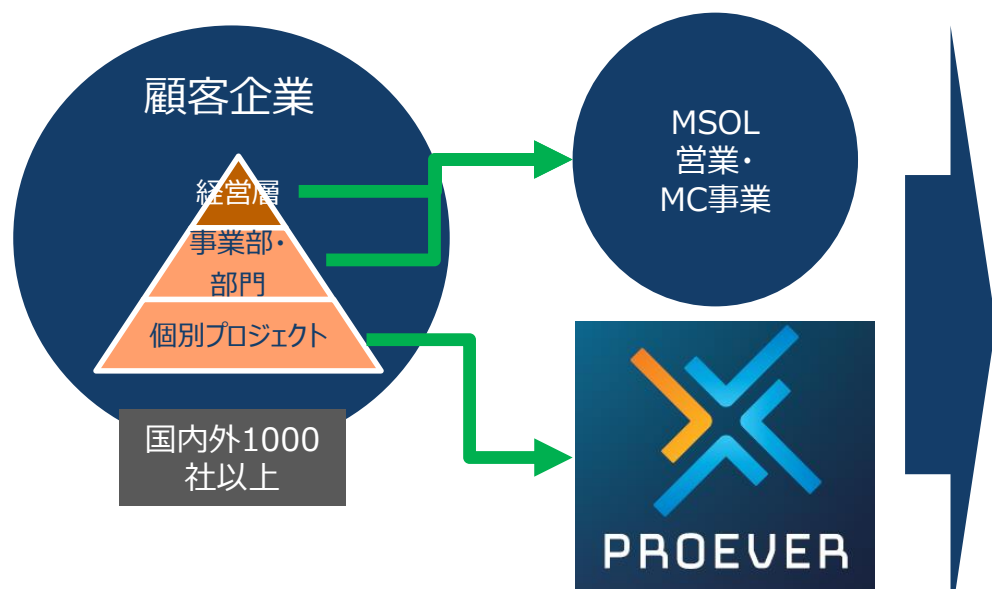 顧客企業
経営層
事業部・
部門
個別プロジェクト
国内外1000
社以上
MSOL
営業・
MC事業
PROEVER